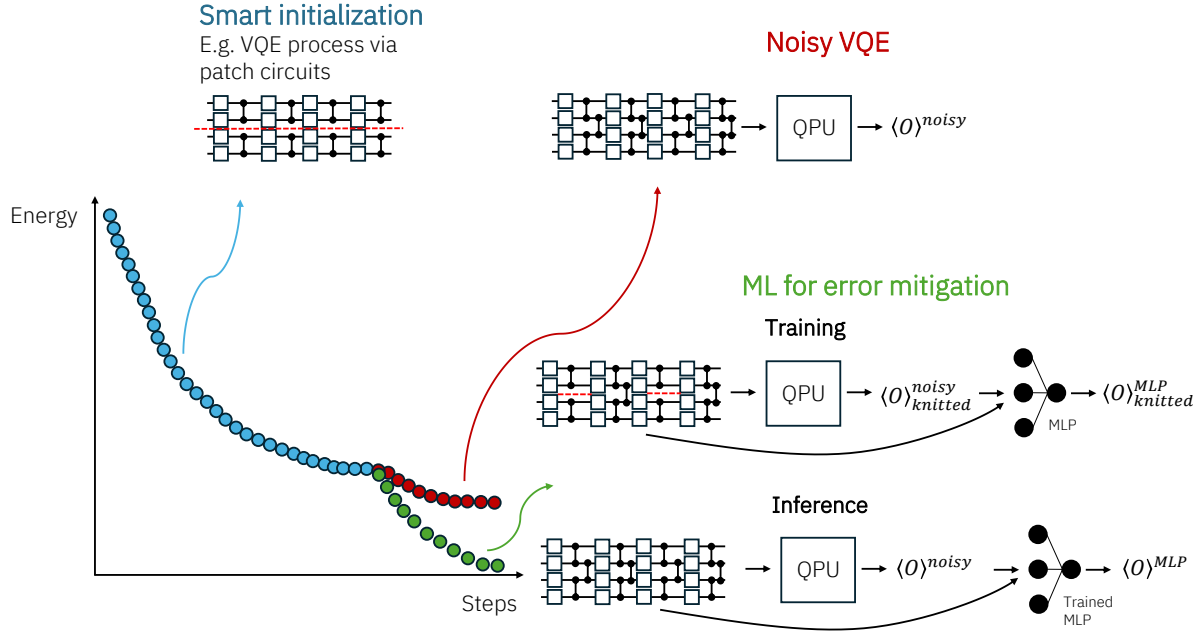 Smart initialization
E.g. VQE process via
patch circuits
Noisy VQE
QPU
⟨O⟩^noisy
Energy
ML for error mitigation
Training
QPU
⟨O⟩^noisy_knitted
MLP
⟨O⟩^MLP_knitted
Inference
QPU
⟨O⟩^noisy
Trained
MLP
⟨O⟩^MLP
Steps